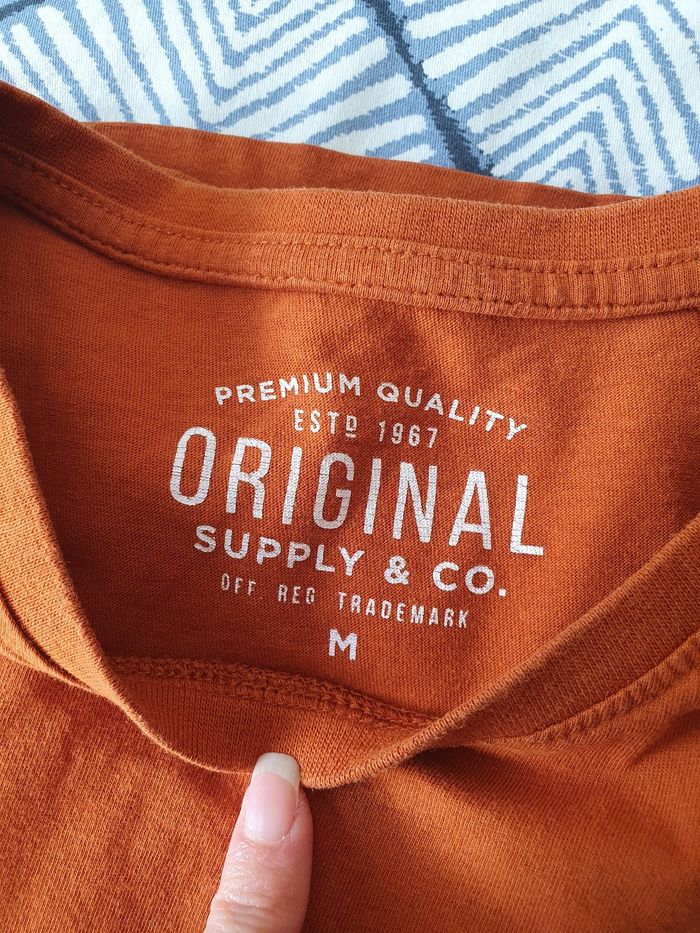 PREMIUM QUALITY
ESTD 1967
ORIGINAL
SUPPLY & CO.
OFF REG TRADEMARK
M